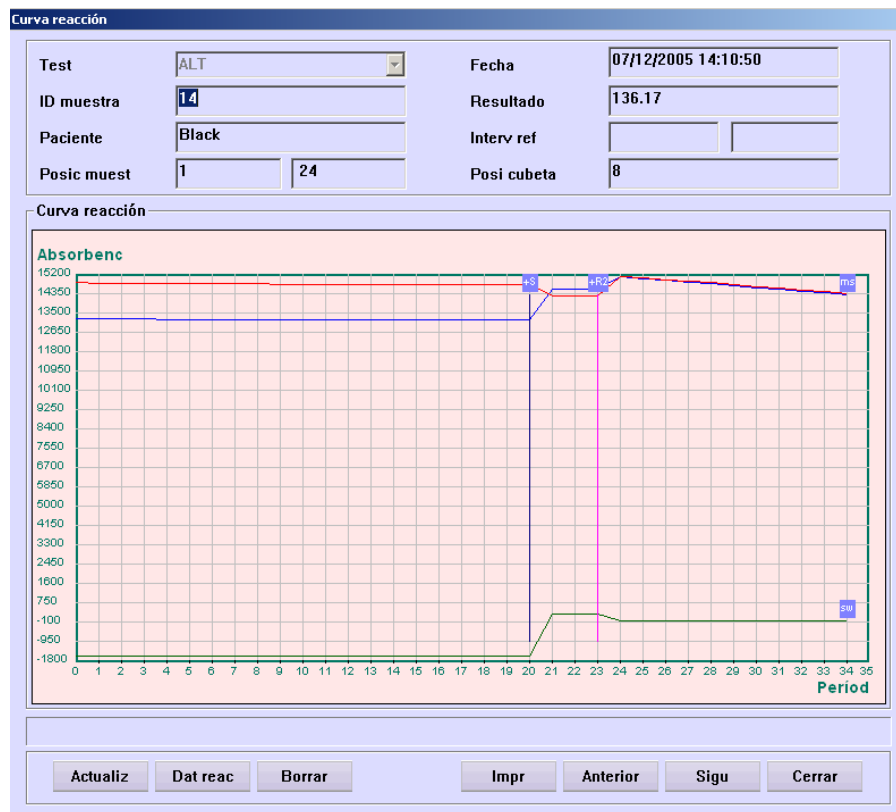 Curva reacción
Test ALT Fecha 07/12/2005 14:10:50
ID muestra 14 Resultado 136.17
Paciente Black Interv ref
Posic muest 1 24 Posi cubeta 8
Curva reacción
Absorbenc
15200
14350
13500
12650
11800
10950
10100
9250
8400
7550
6700
5850
5000
4150
3300
2450
1600
750
-100
-950
-1800
+S +R2 ms
sw
0 1 2 3 4 5 6 7 8 9 10 11 12 13 14 15 16 17 18 19 20 21 22 23 24 25 26 27 28 29 30 31 32 33 34 35
Period
Actualiz Dat reac Borrar Impr Anterior Sigu Cerrar